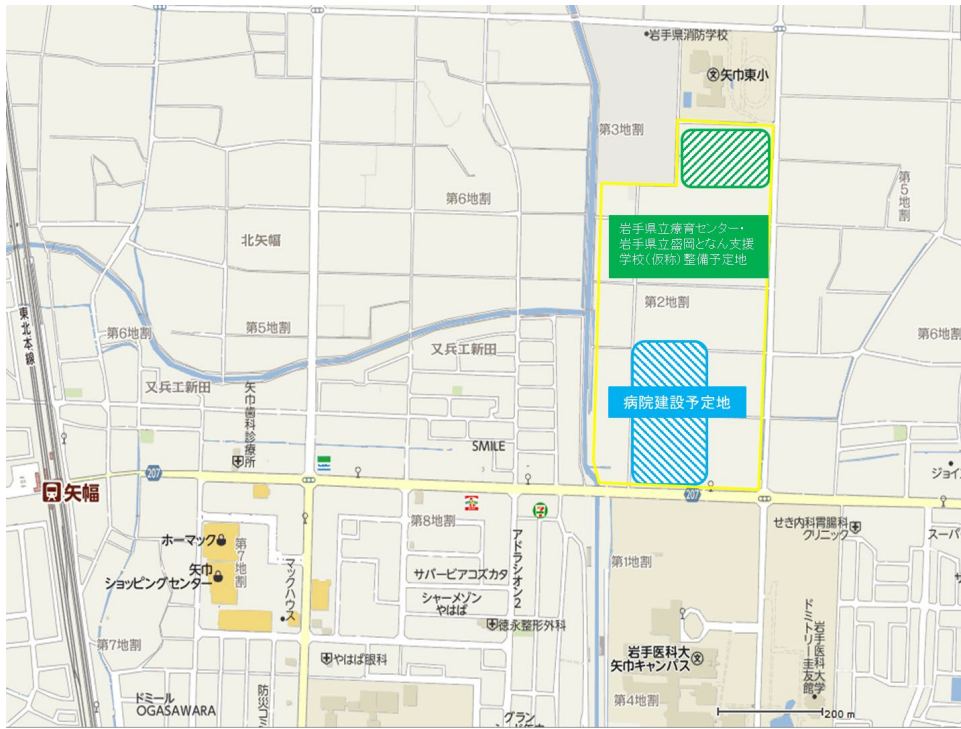 岩手県消防学校
矢巾東小
第3地割
第5地割
第6地割
北矢幅
岩手県立療育センター・
岩手県立盛岡となん支援
学校(仮称)整備予定地
第2地割
東北本線
第6地割
第5地割
又兵エ新田
第6地割
又兵エ新田
矢巾歯科診療所
病院建設予定地
SMILE
207
矢幅
207
ジョイ
第8地割
せき内科胃腸科
クリニック
スーパー
ホーマック
第7地割
矢巾
ショッピングセンター
マックハウス
アドラシオン2
サバービアコズカタ
シャーメゾン
やはば
徳永整形外科
第1地割
ドミトリー圭友館
岩手医科大学
岩手医科大
矢巾キャンパス
第7地割
やはば眼科
ドミール
OGASAWARA
防災コミ
グラン
第4地割
200 m